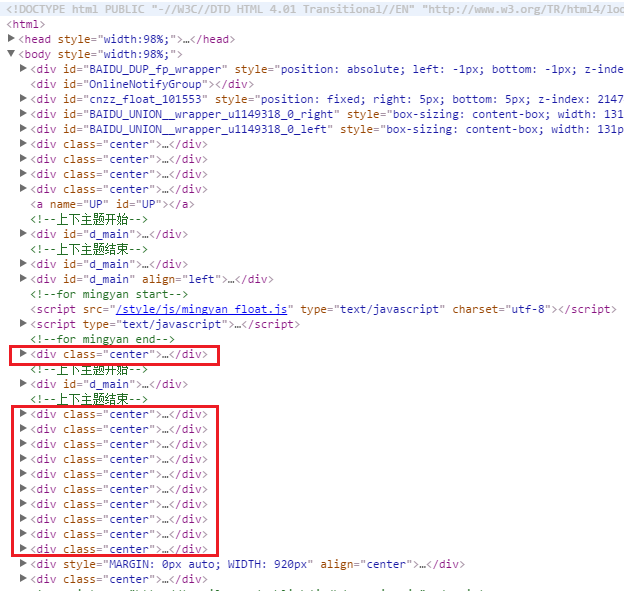 <!DOCTYPE html PUBLIC "-//W3C//DTD HTML 4.01 Transitional//EN" "http://www.w3.org/TR/html4/loo
<html>
<head style="width:98%;">…</head>
<body style="width:98%;">
<div id="BAIDU_DUP_fp_wrapper" style="position: absolute; left: -1px; bottom: -1px; z-inde
<div id="OnlineNotifyGroup"></div>
<div id="cnzz_float_101553" style="position: fixed; right: 5px; bottom: 5px; z-index: 2147
<div id="BAIDU_UNION__wrapper_u1149318_0_right" style="box-sizing: content-box; width: 131
<div id="BAIDU_UNION__wrapper_u1149318_0_left" style="box-sizing: content-box; width: 131p
<div class="center">…</div>
<div class="center">…</div>
<div class="center">…</div>
<div class="center">…</div>
<a name="UP" id="UP"></a>
<!--上下主题开始-->
<div id="d_main">…</div>
<!--上下主题结束-->
<div id="d_main">…</div>
<div id="d_main" align="left">…</div>
<!--for mingyan start-->
<script src="/style/js/mingyan_float.js" type="text/javascript" charset="utf-8"></script>
<script type="text/javascript">…</script>
<!--for mingyan end-->
<div class="center">…</div>
<!--上下主题开始-->
<div id="d_main">…</div>
<!--上下主题结束-->
<div class="center">…</div>
<div class="center">…</div>
<div class="center">…</div>
<div class="center">…</div>
<div class="center">…</div>
<div class="center">…</div>
<div class="center">…</div>
<div class="center">…</div>
<div class="center">…</div>
<div class="center">…</div>
<div style="MARGIN: 0px auto; WIDTH: 920px" align="center">…</div>
<div class="center">…</div>